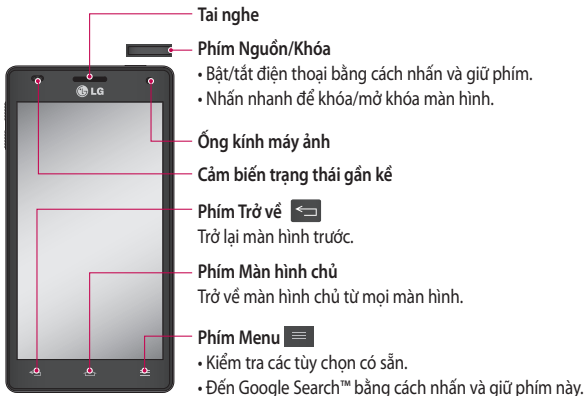 Tai nghe
Phím Nguồn/Khóa
• Bật/tắt điện thoại bằng cách nhấn và giữ phím.
• Nhấn nhanh để khóa/mở khóa màn hình.
LG
Ống kính máy ảnh
Cảm biến trạng thái gần kề
Phím Trở về
Trở lại màn hình trước.
Phím Màn hình chủ
Trở về màn hình chủ từ mọi màn hình.
Phím Menu
• Kiểm tra các tùy chọn có sẵn.
• Đến Google Search™ bằng cách nhấn và giữ phím này.